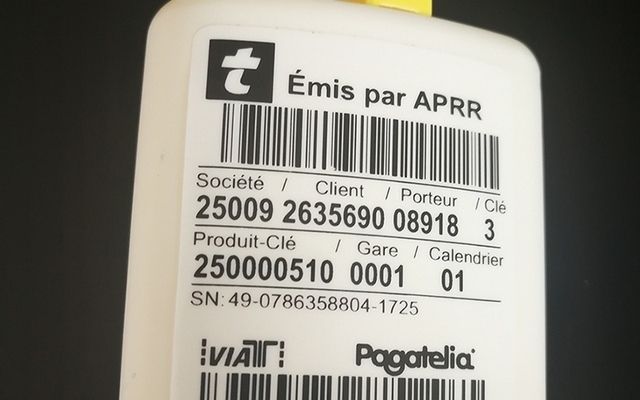 t Émis par APRR
Société / Client / Porteur / Clé
25009 2635690 08918 3
Produit-Clé / Gare / Calendrier
250000510 0001 01
SN: 49-0786358804-1725
VIAT Pagatelia